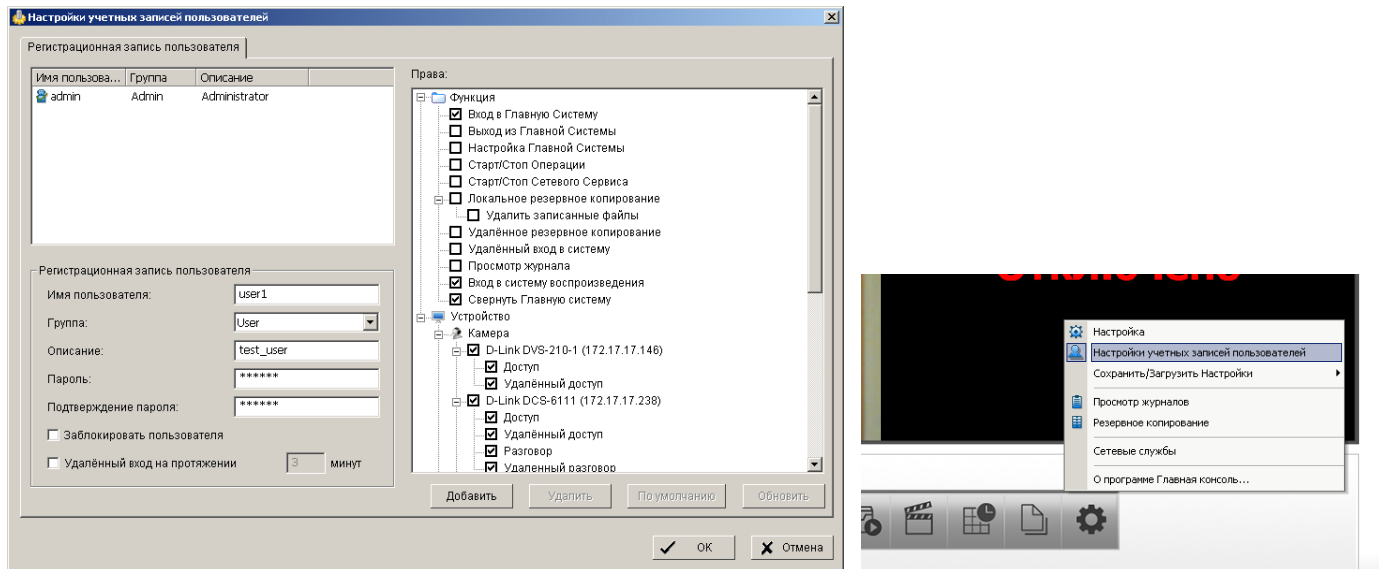 Настройки учетных записей пользователей
Регистрационная запись пользователя
Имя пользова... Группа Описание
admin Admin Administrator
Регистрационная запись пользователя
Имя пользователя: user1
Группа: User
Описание: test_user
Пароль: ******
Подтверждение пароля: ******
Заблокировать пользователя
Удалённый вход на протяжении 3 минут
Права:
Функция
Вход в Главную Систему
Выход из Главной Системы
Настройка Главной Системы
Старт/Стоп Операции
Старт/Стоп Сетевого Сервиса
Локальное резервное копирование
Удалить записанные файлы
Удалённое резервное копирование
Удалённый вход в систему
Просмотр журнала
Вход в систему воспроизведения
Свернуть Главную систему
Устройство
Камера
D-Link DVS-210-1 (172.17.17.146)
Доступ
Удалённый доступ
D-Link DCS-6111 (172.17.17.238)
Доступ
Удалённый доступ
Разговор
Удаленный разговор
Добавить Удалить По умолчанию Обновить
OK Отмена
Отключено
Настройка
Настройки учетных записей пользователей
Сохранить/Загрузить Настройки
Просмотр журналов
Резервное копирование
Сетевые службы
О программе Главная консоль...